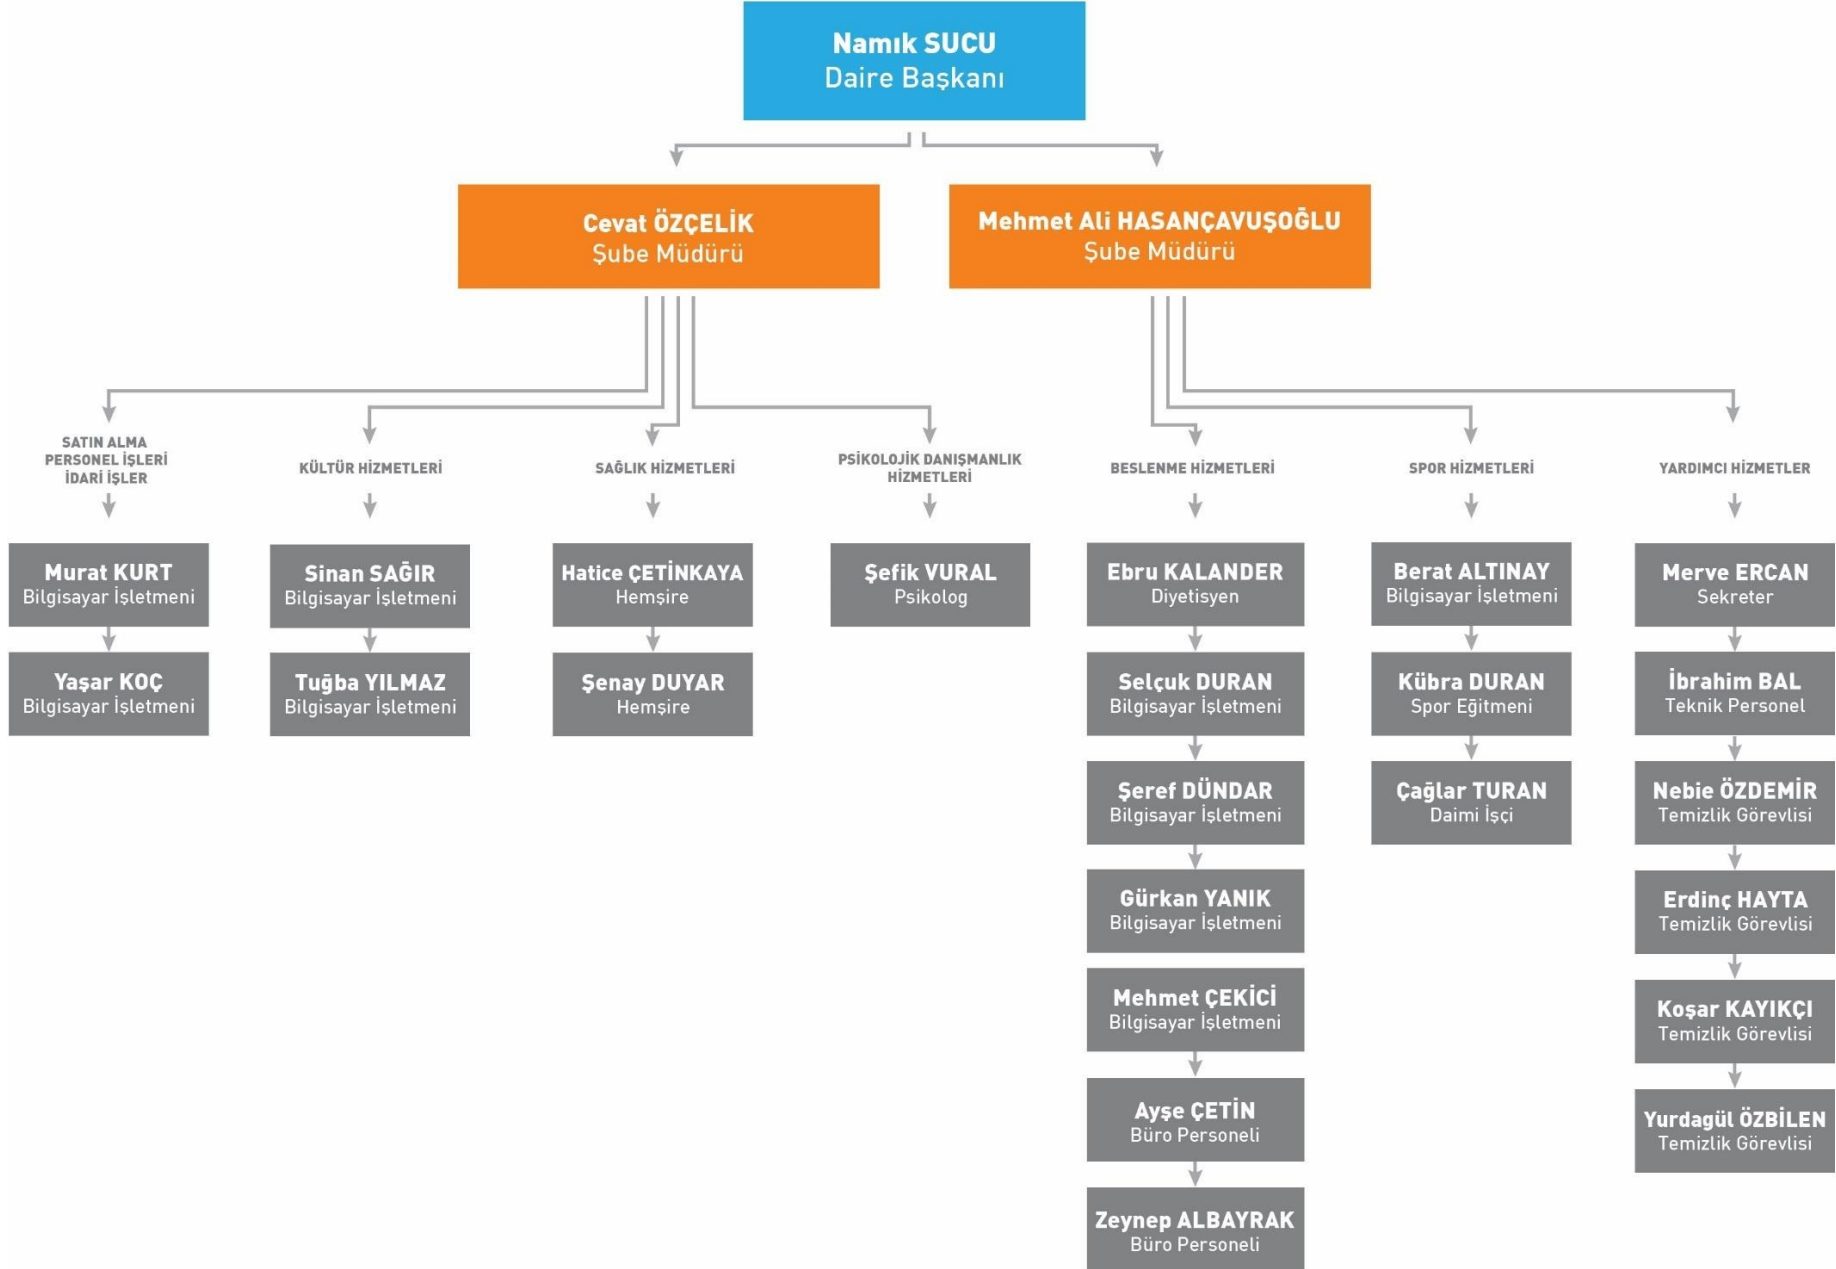 Namık SUCU
Daire Başkanı
Cevat ÖZÇELİK
Şube Müdürü
Mehmet Ali HASANÇAVUŞOĞLU
Şube Müdürü
SATIN ALMA
PERSONEL İŞLERİ
İDARİ İŞLER
KÜLTÜR HİZMETLERİ
SAĞLIK HİZMETLERİ
PSİKOLOJİK DANIŞMANLIK
HİZMETLERİ
BESLENME HİZMETLERİ
SPOR HİZMETLERİ
YARDIMCI HİZMETLER
Murat KURT
Bilgisayar İşletmeni
Yaşar KOÇ
Bilgisayar İşletmeni
Sinan SAĞIR
Bilgisayar İşletmeni
Tuğba YILMAZ
Bilgisayar İşletmeni
Hatice ÇETİNKAYA
Hemşire
Şenay DUYAR
Hemşire
Şefik VURAL
Psikolog
Ebru KALANDER
Diyetisyen
Selçuk DURAN
Bilgisayar İşletmeni
Şeref DÜNDAR
Bilgisayar İşletmeni
Gürkan YANIK
Bilgisayar İşletmeni
Mehmet ÇEKİCİ
Bilgisayar İşletmeni
Ayşe ÇETİN
Büro Personeli
Zeynep ALBAYRAK
Büro Personeli
Berat ALTINAY
Bilgisayar İşletmeni
Kübra DURAN
Spor Eğitmeni
Çağlar TURAN
Daimi İşçi
Merve ERCAN
Sekreter
İbrahim BAL
Teknik Personel
Nebie ÖZDEMİR
Temizlik Görevlisi
Erdinç HAYTA
Temizlik Görevlisi
Koşar KAYIKÇI
Temizlik Görevlisi
Yurdagül ÖZBİLEN
Temizlik Görevlisi